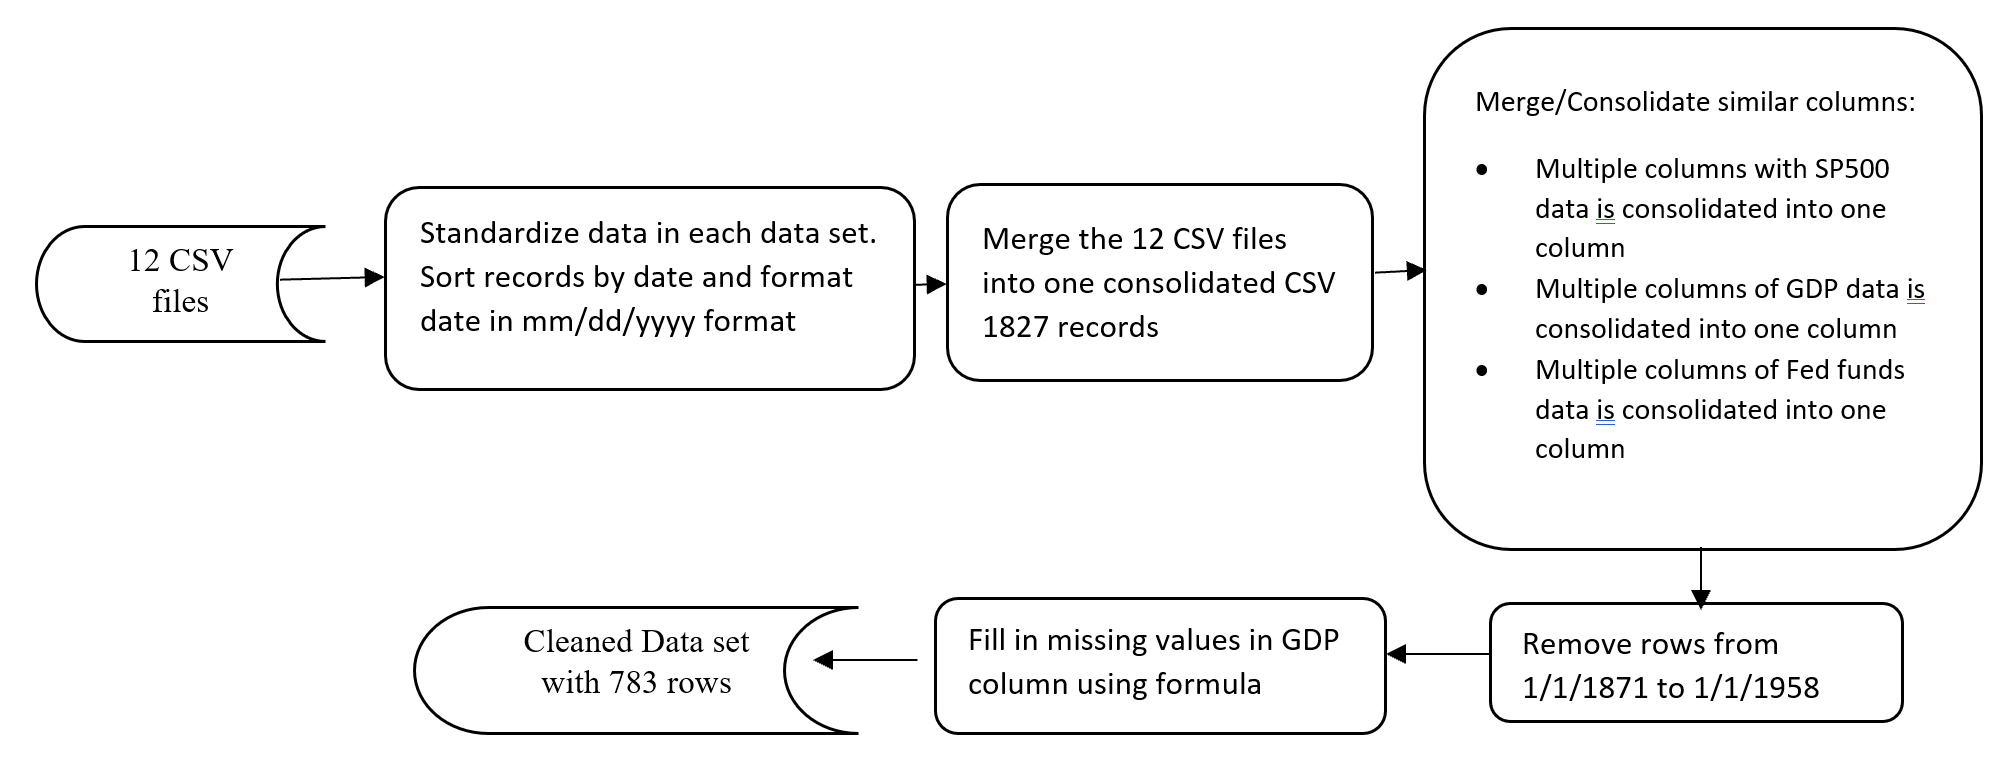 12 CSV
files
Standardize data in each data set.
Sort records by date and format
date in mm/dd/yyyy format
Merge the 12 CSV files
into one consolidated CSV
1827 records
Merge/Consolidate similar columns:
• Multiple columns with SP500
data is consolidated into one
column
• Multiple columns of GDP data is
consolidated into one column
• Multiple columns of Fed funds
data is consolidated into one
column
Remove rows from
1/1/1871 to 1/1/1958
Fill in missing values in GDP
column using formula
Cleaned Data set
with 783 rows